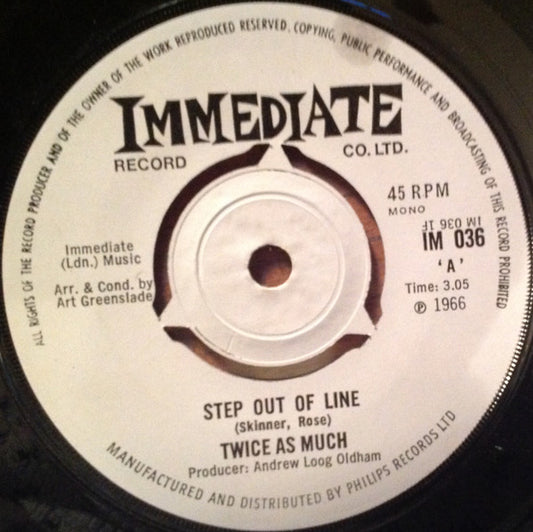 ALL RIGHTS OF THE RECORD PRODUCER AND OF THE OWNER OF THE WORK REPRODUCED RESERVED. COPYING, PUBLIC PERFORMANCE AND BROADCASTING OF THIS RECORD PROHIBITED
IMMEDIATE
RECORD CO. LTD.
45 RPM
MONO
IM 036 1F
IM 036
'A'
Time: 3.05
℗ 1966
Immediate
(Ldn.) Music
Arr. & Cond. by
Art Greenslade
STEP OUT OF LINE
(Skinner, Rose)
TWICE AS MUCH
Producer: Andrew Loog Oldham
MANUFACTURED AND DISTRIBUTED BY PHILIPS RECORDS LTD